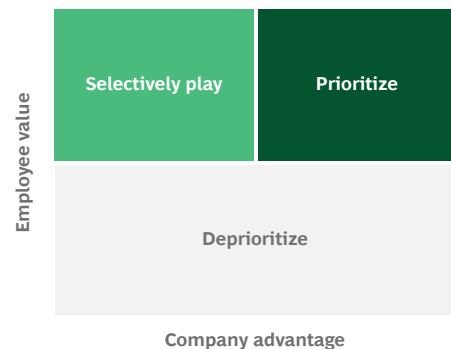 Employee value
Selectively play
Prioritize
Deprioritize
Company advantage